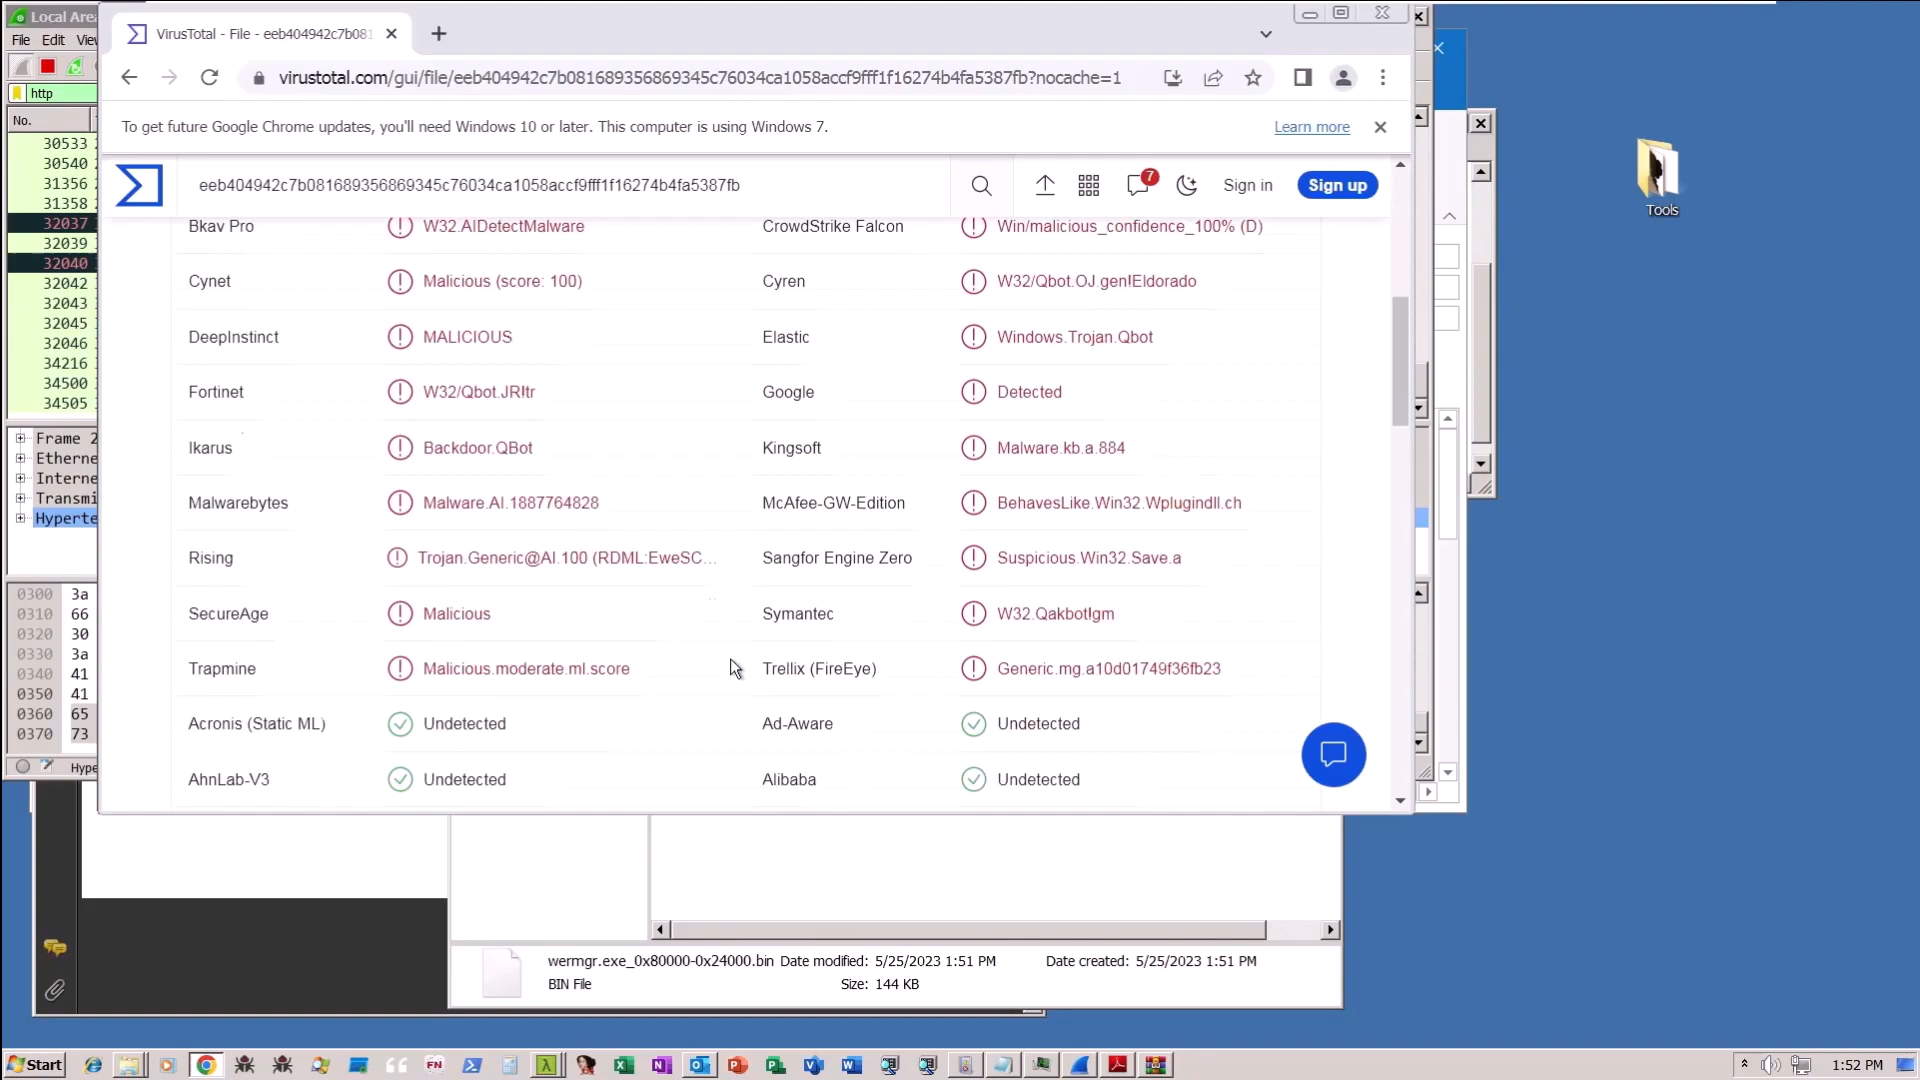 Local Area
File Edit Vie
http
No.
30533
30540
31356
31358
32037
32039
32040
32042
32043
32045
32046
34216
34500
34505
Frame 2
Etherne
Interne
Transmi
Hyperte
0300 3a
0310 66
0320 30
0330 3a
0340 41
0350 41
0360 65
0370 73
Hype
VirusTotal - File - eeb404942c7b081
virustotal.com/gui/file/eeb404942c7b081689356869345c76034ca1058accf9fff1f16274b4fa5387fb?nocache=1
To get future Google Chrome updates, you'll need Windows 10 or later. This computer is using Windows 7. Learn more
eeb404942c7b081689356869345c76034ca1058accf9fff1f16274b4fa5387fb 7 Sign in Sign up
Bkav Pro W32.AIDetectMalware CrowdStrike Falcon Win/malicious_confidence_100% (D)
Cynet Malicious (score: 100) Cyren W32/Qbot.OJ.gen!Eldorado
DeepInstinct MALICIOUS Elastic Windows.Trojan.Qbot
Fortinet W32/Qbot.JR!tr Google Detected
Ikarus Backdoor.QBot Kingsoft Malware.kb.a.884
Malwarebytes Malware.AI.1887764828 McAfee-GW-Edition BehavesLike.Win32.Wplugindll.ch
Rising Trojan.Generic@AI.100 (RDML:EweSC... Sangfor Engine Zero Suspicious.Win32.Save.a
SecureAge Malicious Symantec W32.Qakbot!gm
Trapmine Malicious.moderate.ml.score Trellix (FireEye) Generic.mg.a10d01749f36fb23
Acronis (Static ML) Undetected Ad-Aware Undetected
AhnLab-V3 Undetected Alibaba Undetected
Tools
wermgr.exe_0x80000-0x24000.bin Date modified: 5/25/2023 1:51 PM Date created: 5/25/2023 1:51 PM
BIN File Size: 144 KB
Start FN 1:52 PM